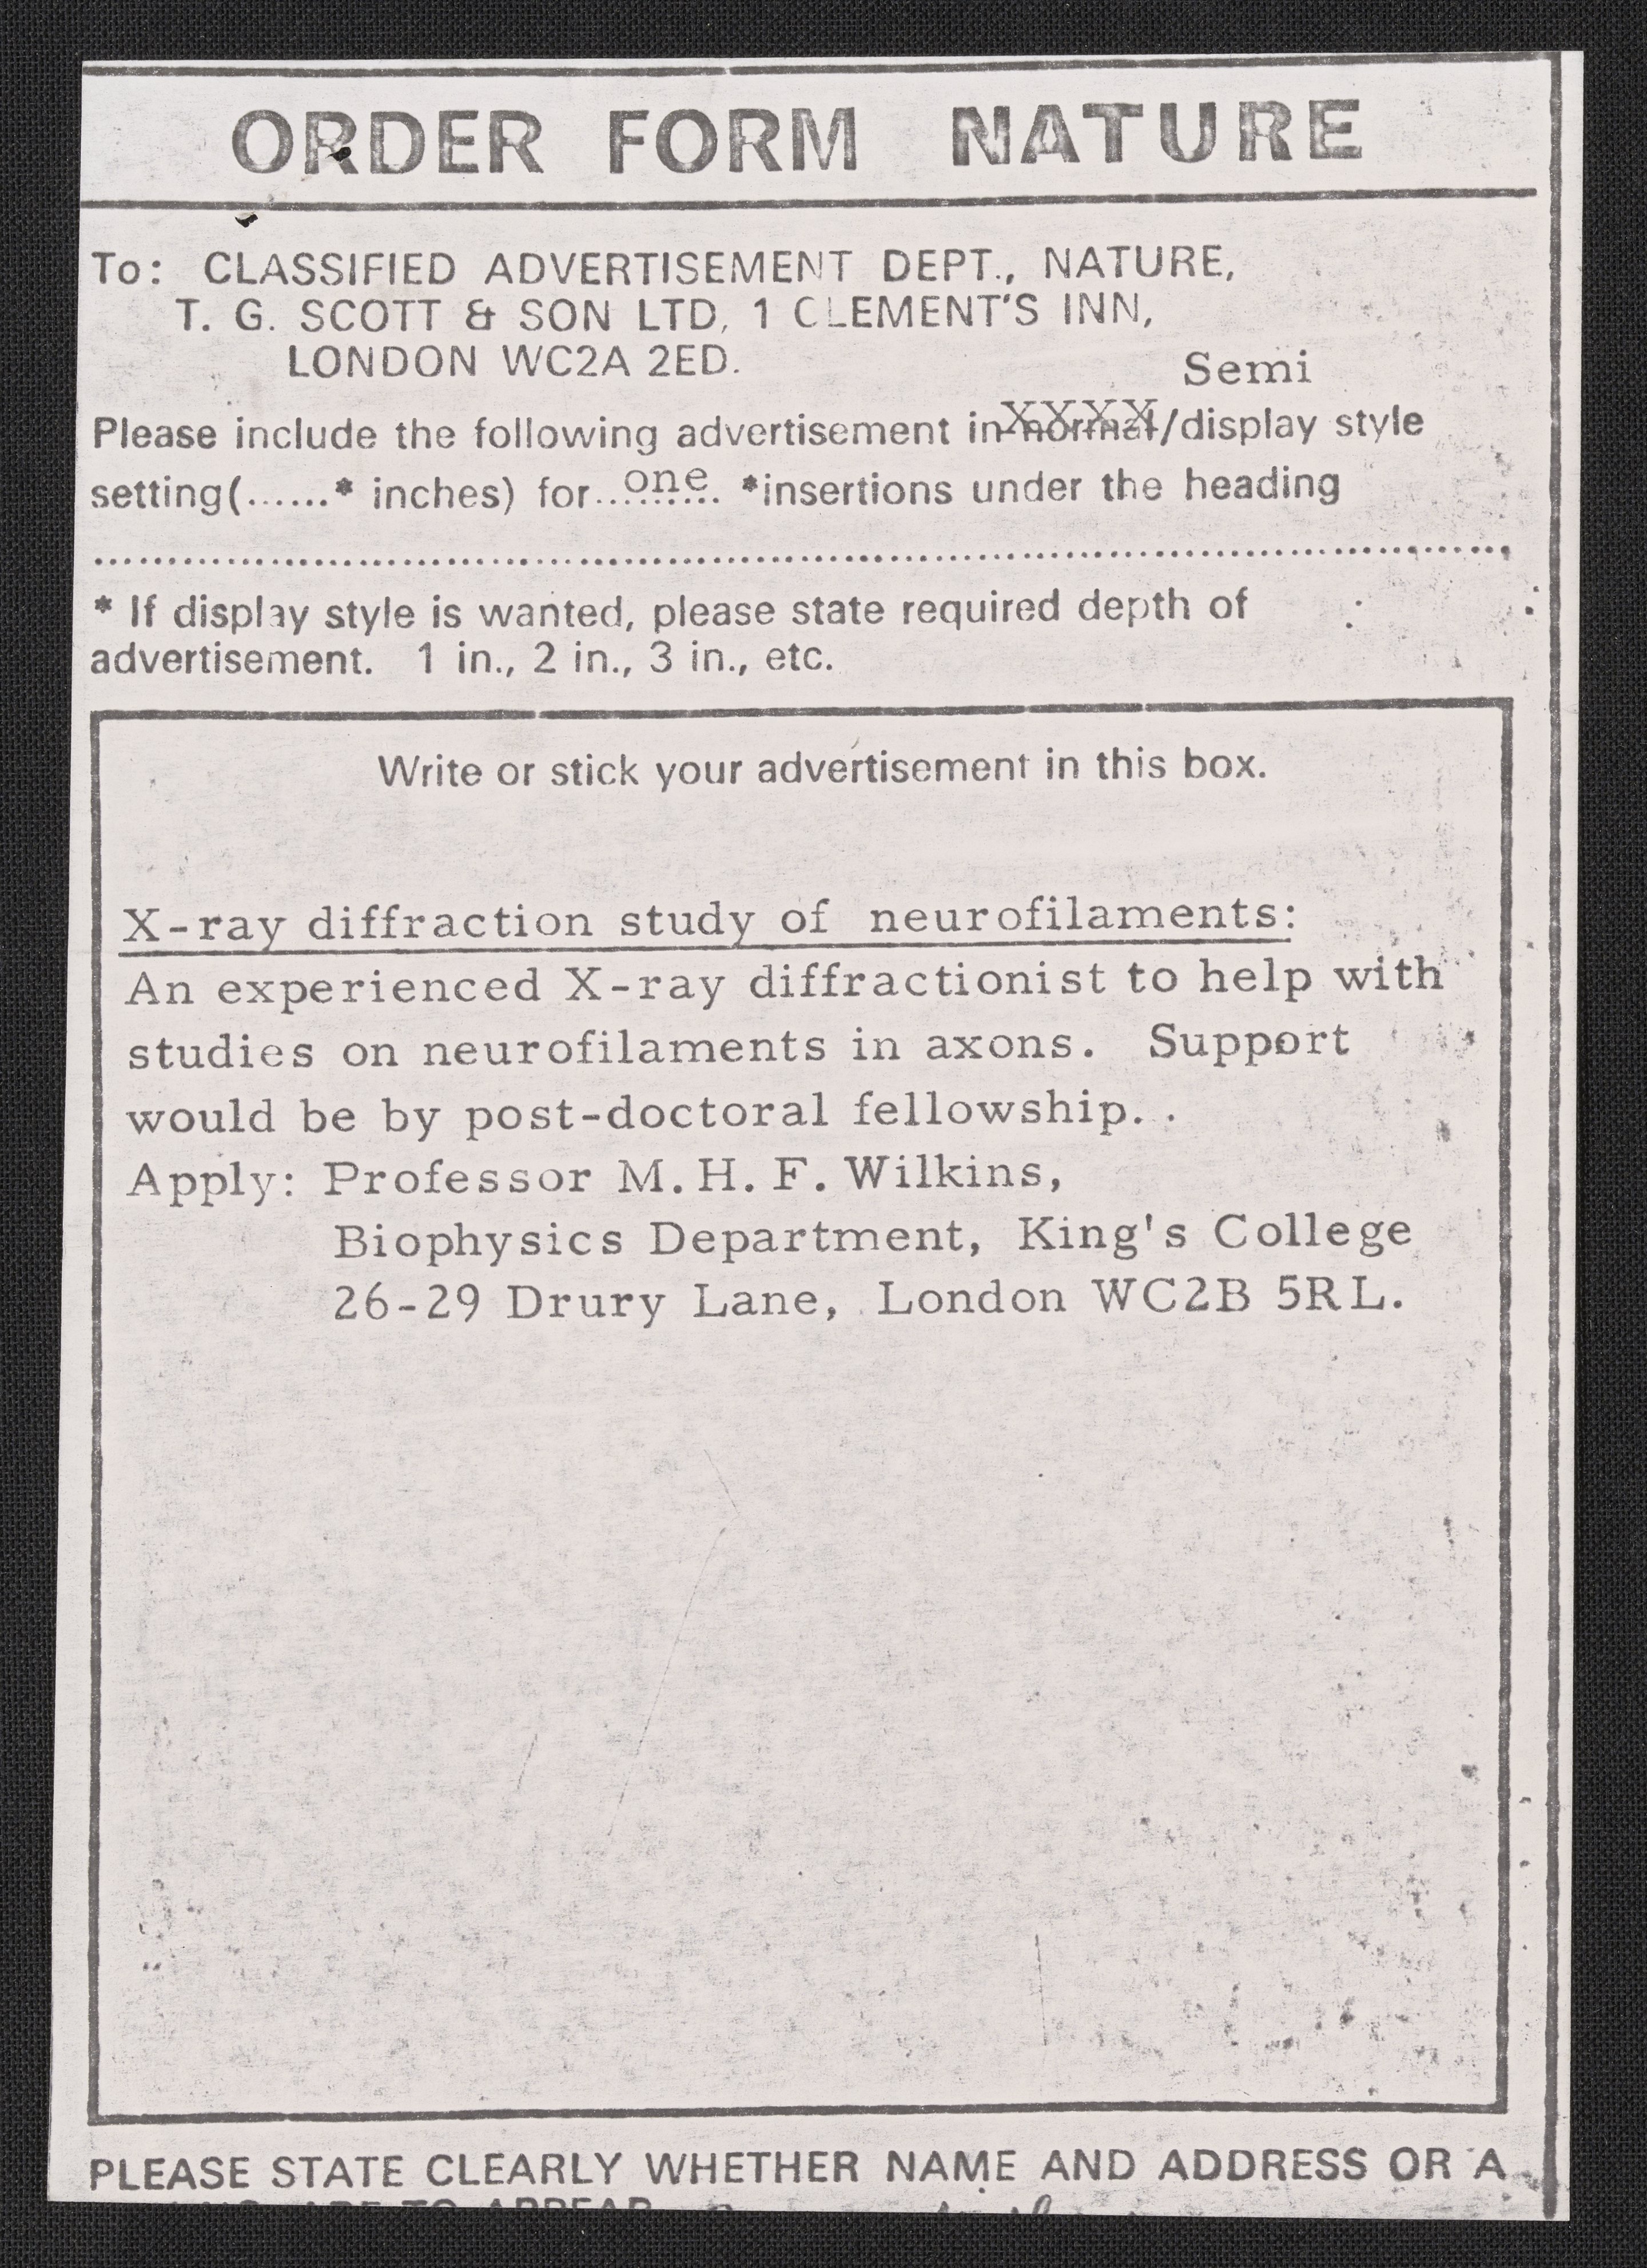 ORDER FORM NATURE
To: CLASSIFIED ADVERTISEMENT DEPT., NATURE,
T. G. SCOTT & SON LTD, 1 CLEMENT'S INN,
LONDON WC2A 2ED.
Semi
Please include the following advertisement in normal/display style
XXXX
setting(......* inches) for...one... *insertions under the heading
..........................................................................................
* If display style is wanted, please state required depth of
advertisement. 1 in., 2 in., 3 in., etc.
Write or stick your advertisement in this box.
X-ray diffraction study of neurofilaments:
An experienced X-ray diffractionist to help with
studies on neurofilaments in axons. Support
would be by post-doctoral fellowship. .
Apply: Professor M.H.F. Wilkins,
Biophysics Department, King's College
26-29 Drury Lane, London WC2B 5RL.
PLEASE STATE CLEARLY WHETHER NAME AND ADDRESS OR A
ARE TO APPEAR